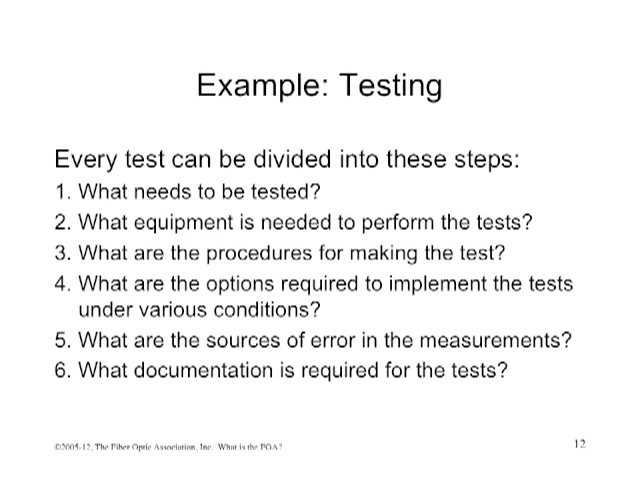 Example: Testing
Every test can be divided into these steps:
1. What needs to be tested?
2. What equipment is needed to perform the tests?
3. What are the procedures for making the test?
4. What are the options required to implement the tests
under various conditions?
5. What are the sources of error in the measurements?
6. What documentation is required for the tests?
©2005-12, The Fiber Optic Association, Inc. What is the FOA?
12